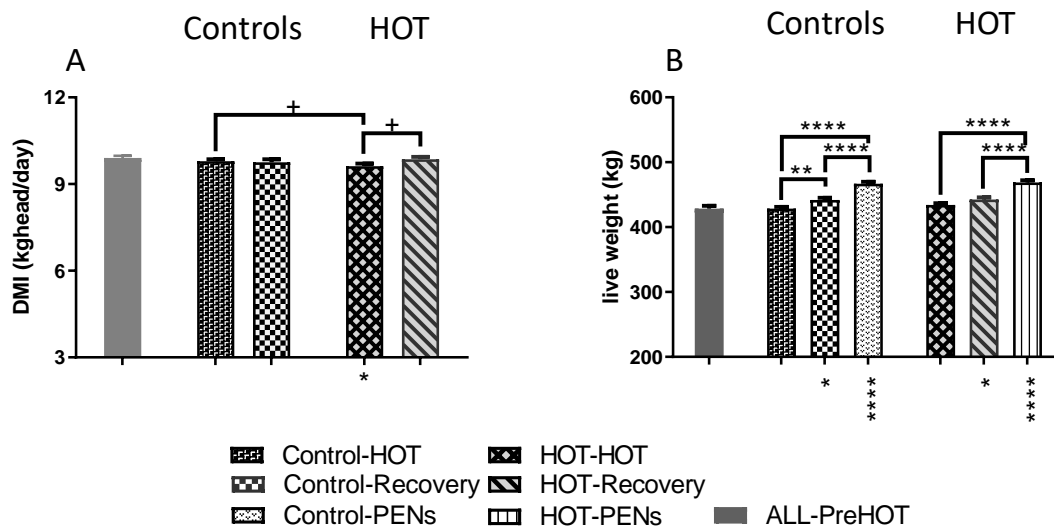 Controls HOT
A
DMI (kghead/day)
12
9
6
3
+
+
*
Controls HOT
B
live weight (kg)
600
500
400
300
200
****
****
**
****
****
*
****
*
****
Control-HOT HOT-HOT
Control-Recovery HOT-Recovery
Control-PENs HOT-PENs ALL-PreHOT